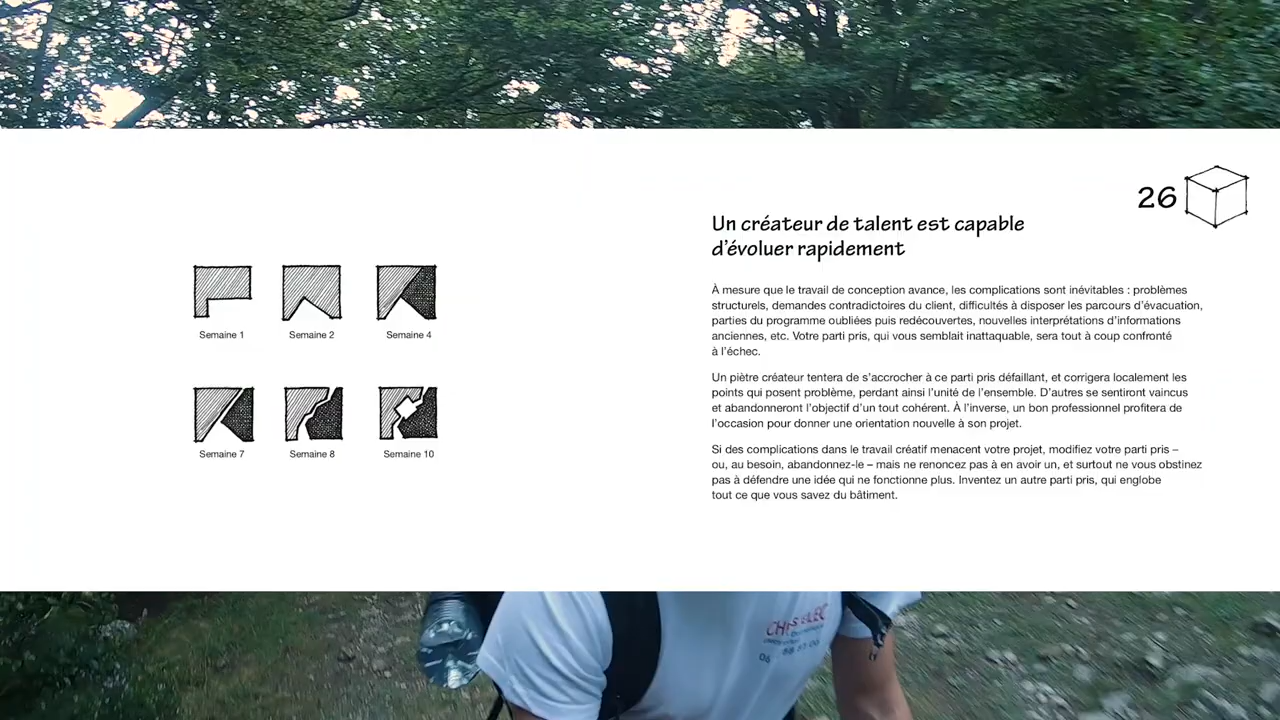 Semaine 1
Semaine 2
Semaine 4
Semaine 7
Semaine 8
Semaine 10
26
Un créateur de talent est capable
d’évoluer rapidement
À mesure que le travail de conception avance, les complications sont inévitables : problèmes
structurels, demandes contradictoires du client, difficultés à disposer les parcours d’évacuation,
parties du programme oubliées puis redécouvertes, nouvelles interprétations d’informations
anciennes, etc. Votre parti pris, qui vous semblait inattaquable, sera tout à coup confronté
à l’échec.
Un piètre créateur tentera de s’accrocher à ce parti pris défaillant, et corrigera localement les
points qui posent problème, perdant ainsi l’unité de l’ensemble. D’autres se sentiront vaincus
et abandonneront l’objectif d’un tout cohérent. À l’inverse, un bon professionnel profitera de
l’occasion pour donner une orientation nouvelle à son projet.
Si des complications dans le travail créatif menacent votre projet, modifiez votre parti pris –
ou, au besoin, abandonnez-le – mais ne renoncez pas à en avoir un, et surtout ne vous obstinez
pas à défendre une idée qui ne fonctionne plus. Inventez un autre parti pris, qui englobe
tout ce que vous savez du bâtiment.